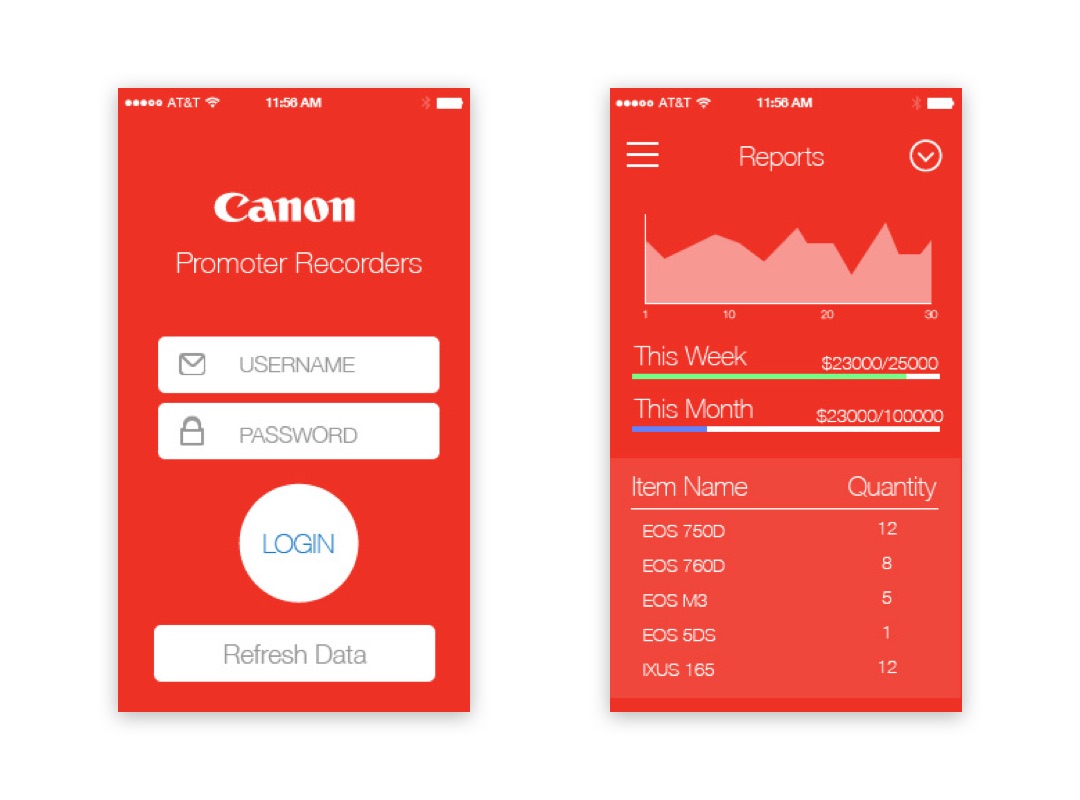 AT&T 11:56 AM
Canon
Promoter Recorders
USERNAME
PASSWORD
LOGIN
Refresh Data
AT&T 11:56 AM
Reports
1 10 20 30
This Week $23000/25000
This Month $23000/100000
Item Name Quantity
EOS 750D 12
EOS 760D 8
EOS M3 5
EOS 5DS 1
IXUS 165 12